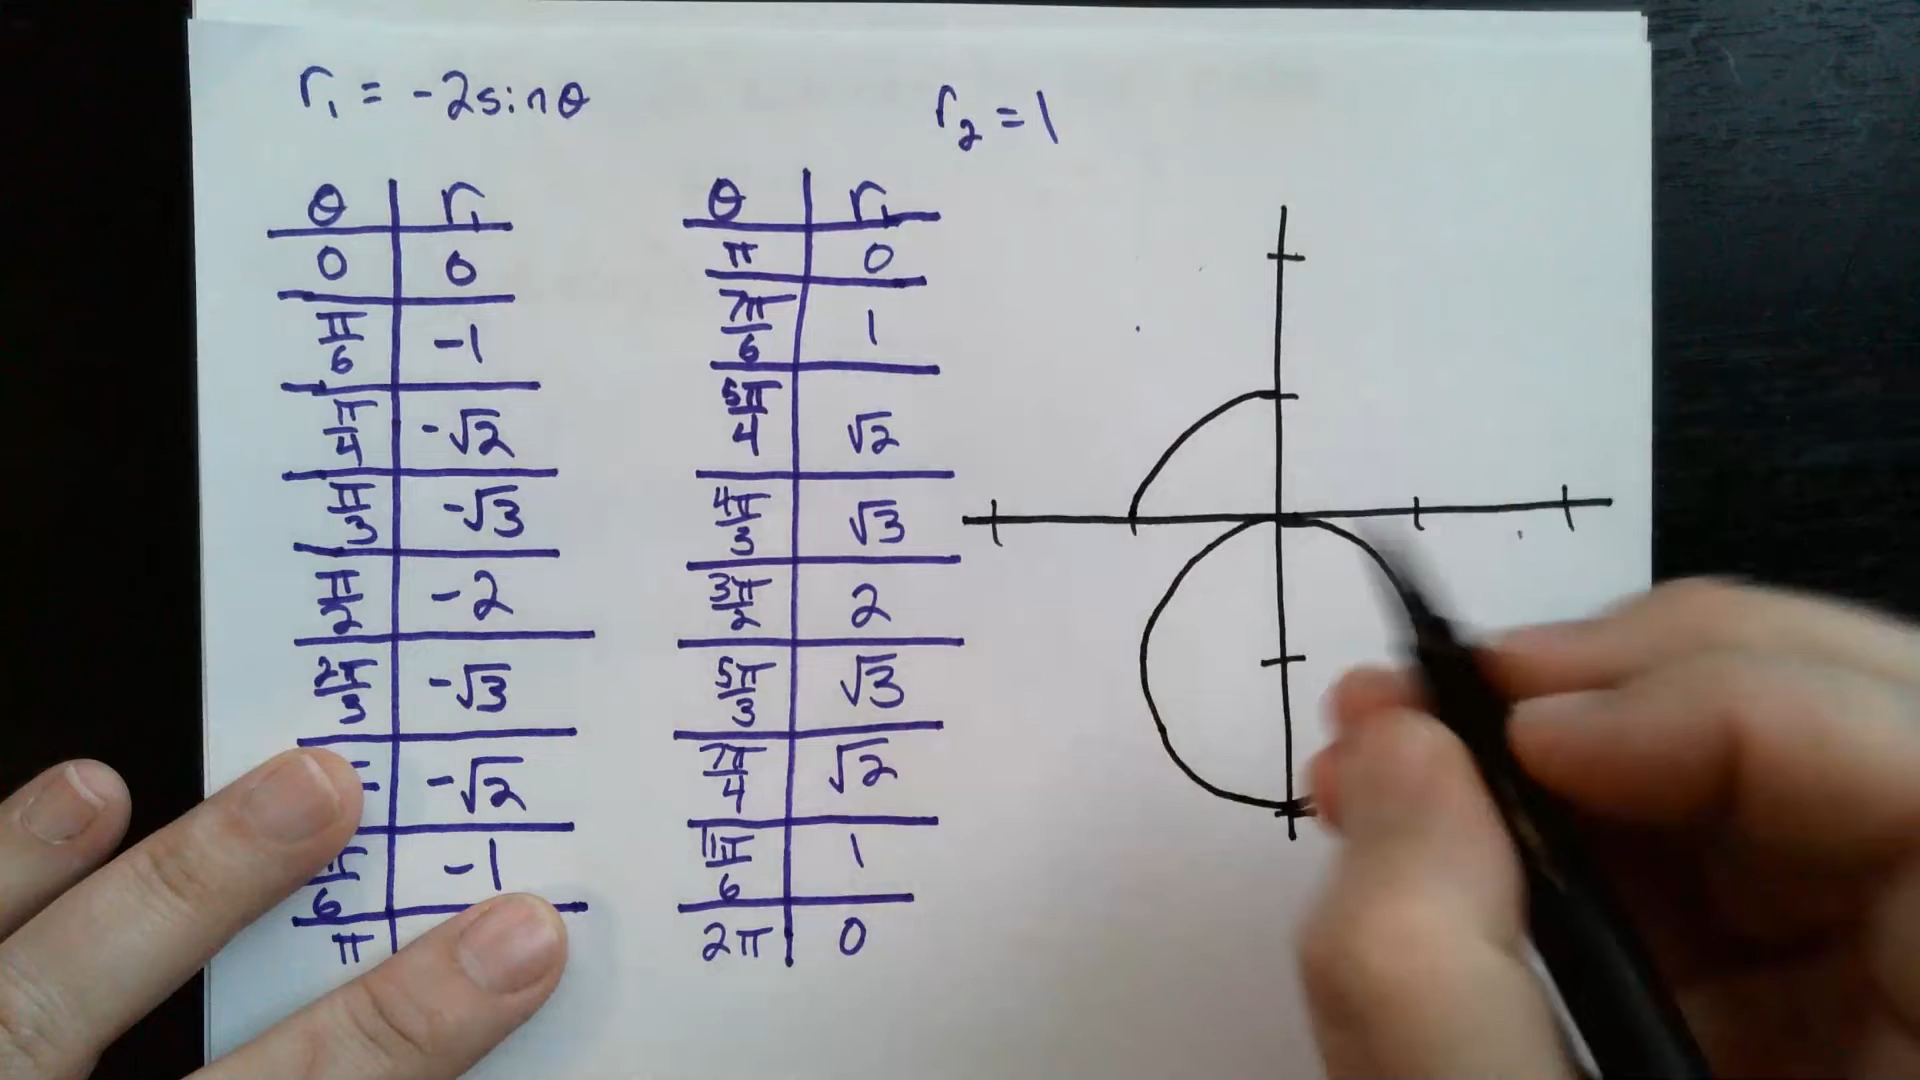 r₁ = -2sinθ
r₂ = 1
θ r₁
0 0
π/6 -1
π/4 -√2
π/3 -√3
π/2 -2
2π/3 -√3
-√2
6 -1
π
θ r₁
π 0
7π/6 1
5π/4 √2
4π/3 √3
3π/2 2
5π/3 √3
7π/4 √2
11π/6 1
2π 0